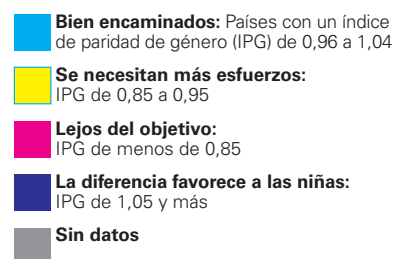 Bien encaminados: Países con un índice
de paridad de género (IPG) de 0,96 a 1,04
Se necesitan más esfuerzos:
IPG de 0,85 a 0,95
Lejos del objetivo:
IPG de menos de 0,85
La diferencia favorece a las niñas:
IPG de 1,05 y más
Sin datos